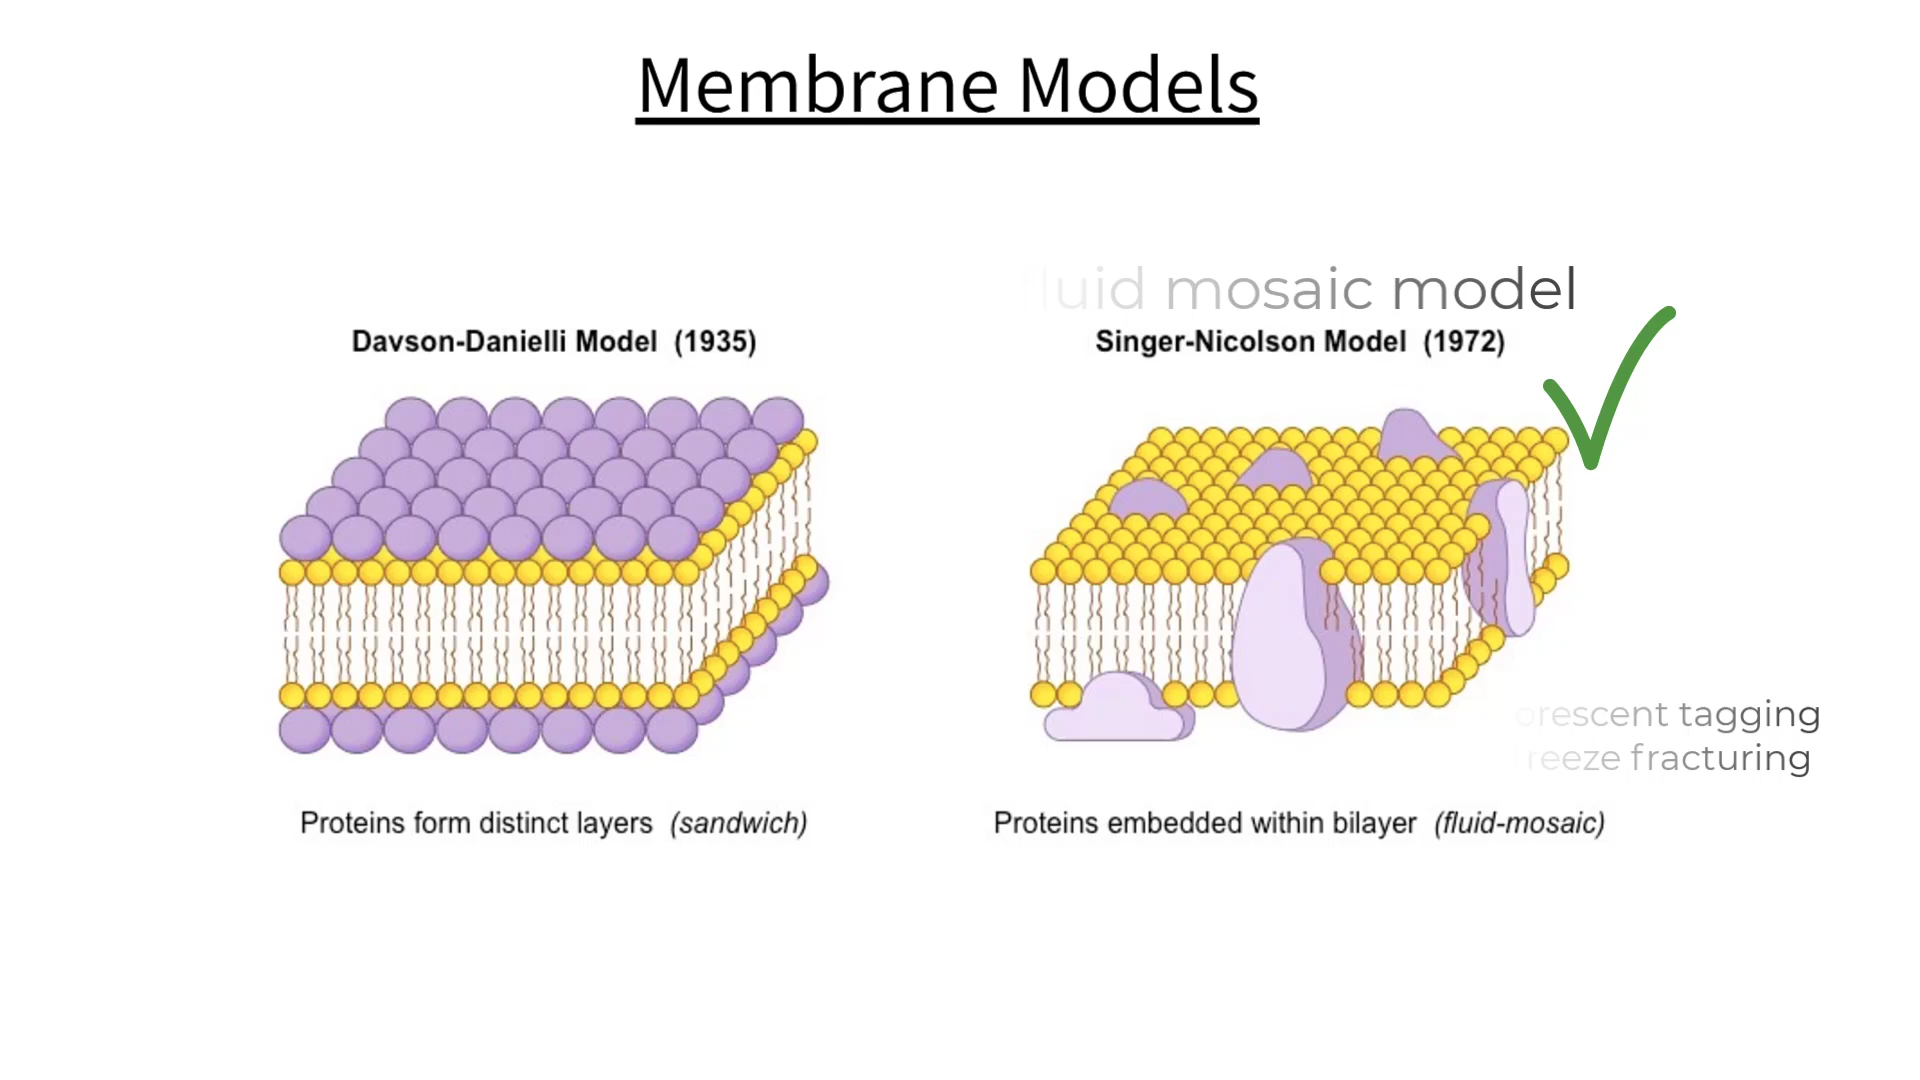 Membrane Models
luid mosaic model
Davson-Danielli Model (1935)
Singer-Nicolson Model (1972)
orescent tagging
reeze fracturing
Proteins form distinct layers (sandwich)
Proteins embedded within bilayer (fluid-mosaic)